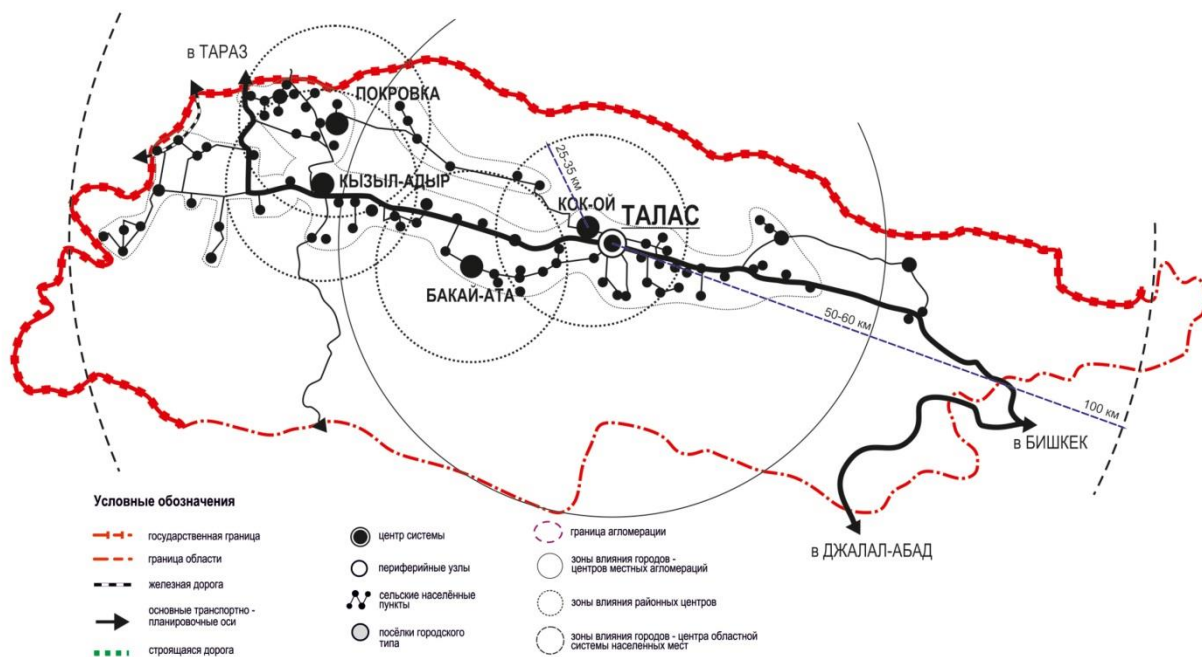 в ТАРАЗ
ПОКРОВКА
25-35 км
КЫЗЫЛ-АДЫР
КОК-ОЙ
ТАЛАС
БАКАЙ-АТА
50-60 км
100 км
в БИШКЕК
в ДЖАЛАЛ-АБАД
Условные обозначения
государственная граница
граница области
железная дорога
основные транспортно -
планировочные оси
строящаяся дорога
центр системы
периферийные узлы
сельские населённые
пункты
посёлки городского
типа
граница агломерации
зоны влияния городов -
центров местных агломераций
зоны влияния районных центров
зоны влияния городов - центра областной
системы населенных мест